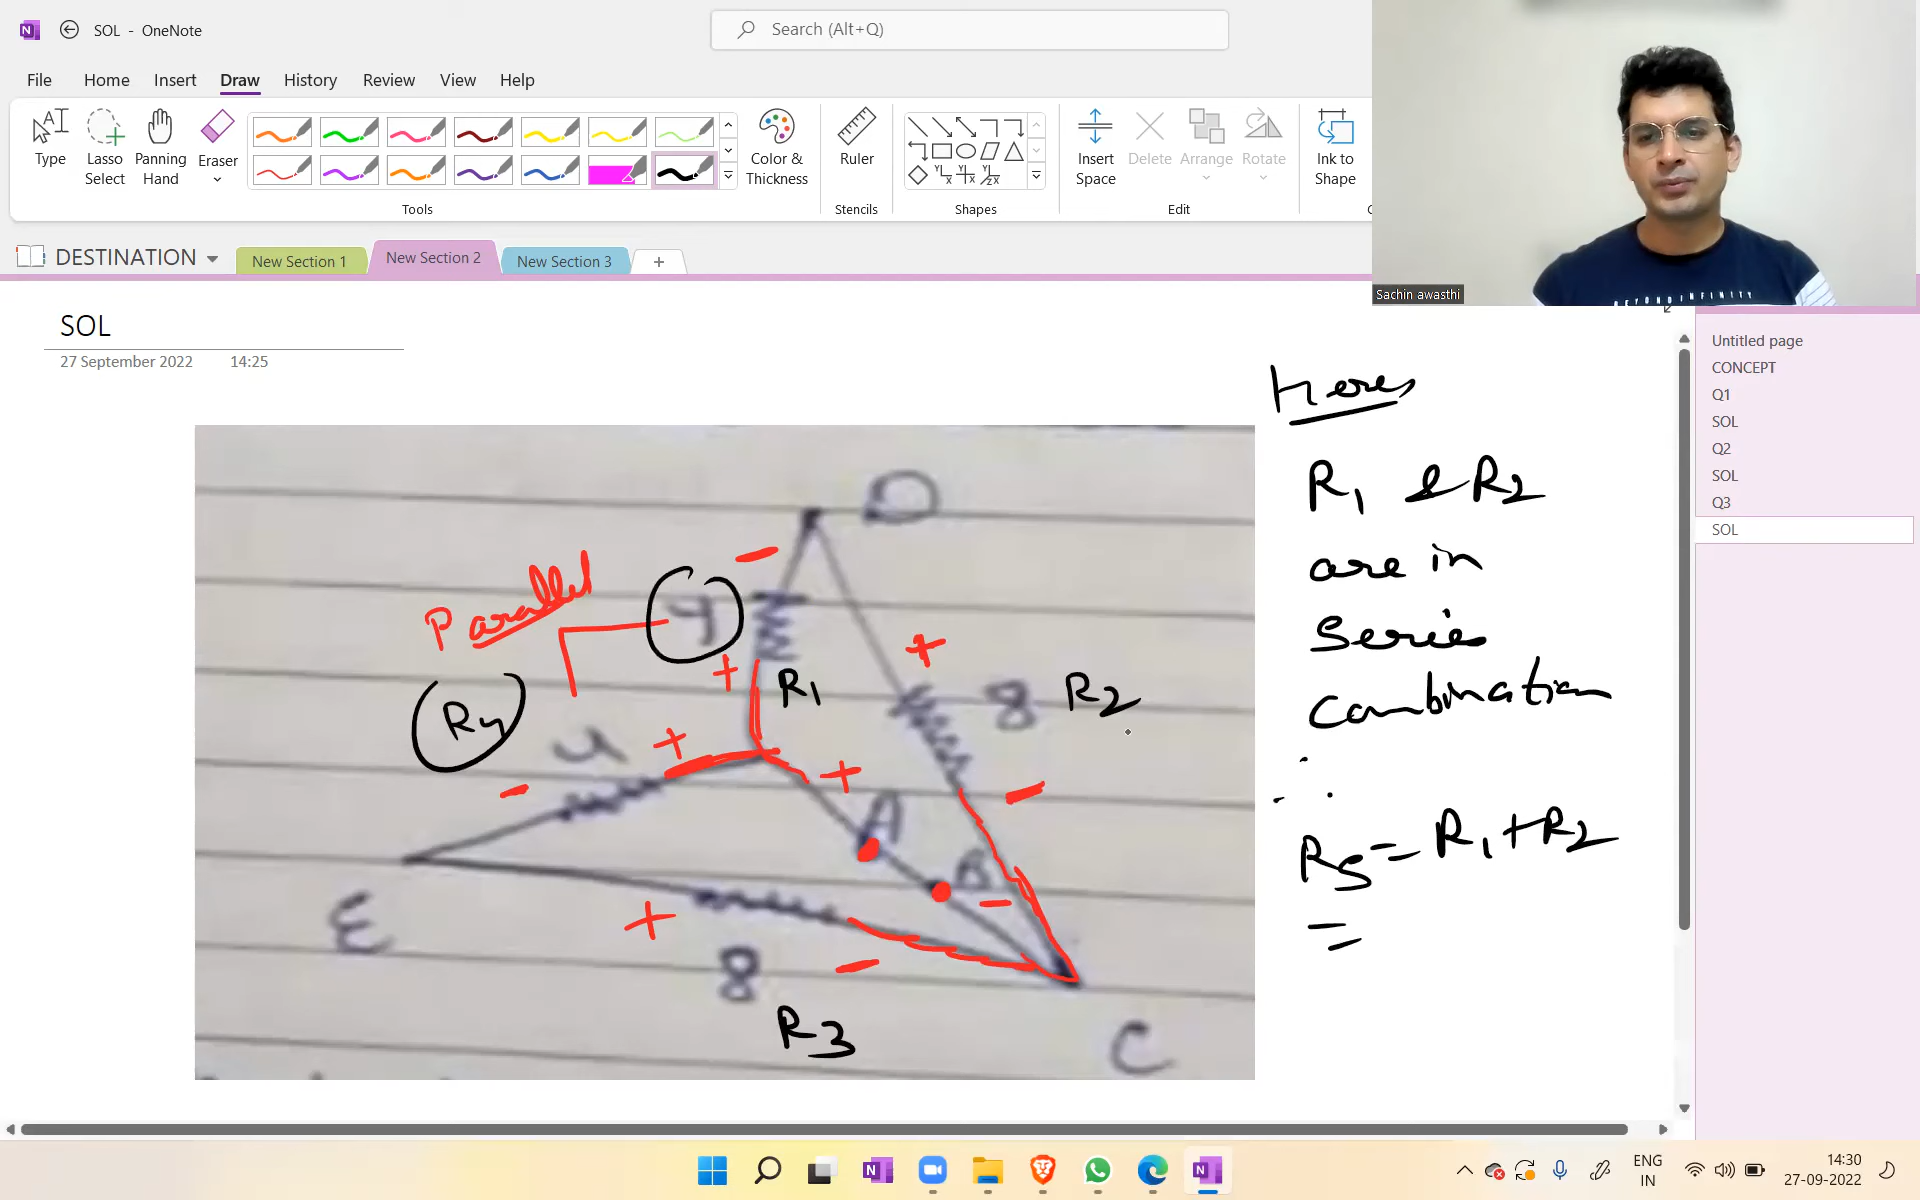 SOL - OneNote
Search (Alt+Q)
File Home Insert Draw History Review View Help
Type
Lasso Select
Panning Hand
Eraser
Color & Thickness
Ruler
Insert Space
Delete
Arrange
Rotate
Ink to Shape
Tools
Stencils
Shapes
Edit
Sachin awasthi
BEYOND INFINITY
DESTINATION
New Section 1
New Section 2
New Section 3
+
SOL
27 September 2022 14:25
Untitled page
CONCEPT
Q1
SOL
Q2
SOL
Q3
SOL
D
-
Parallel
4
+
+
R1
8
R2
R4
4
+
+
-
-
A
B
-
E
+
8
-
R3
C
Here,
R1 & R2
are in
Series
combination
∴
RS = R1 + R2
=
ENG
IN
14:30
27-09-2022